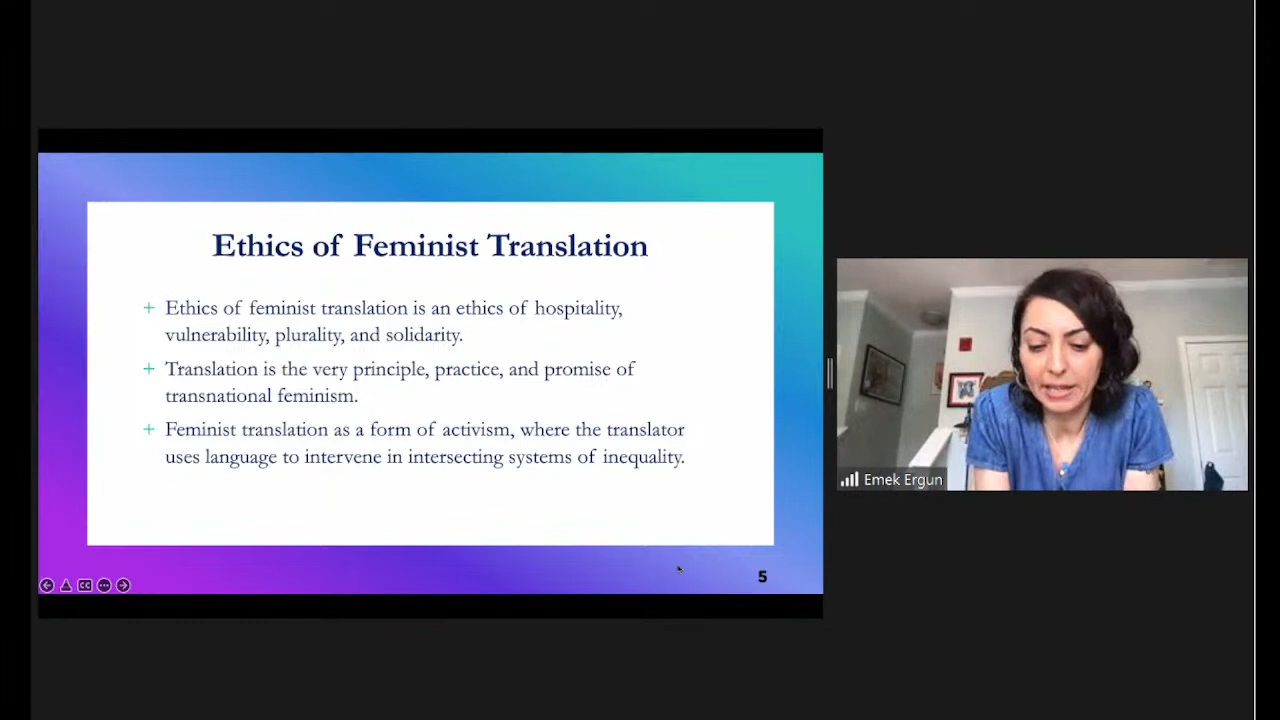 Ethics of Feminist Translation
+ Ethics of feminist translation is an ethics of hospitality,
vulnerability, plurality, and solidarity.
+ Translation is the very principle, practice, and promise of
transnational feminism.
+ Feminist translation as a form of activism, where the translator
uses language to intervene in intersecting systems of inequality.
CC
5
Emek Ergun